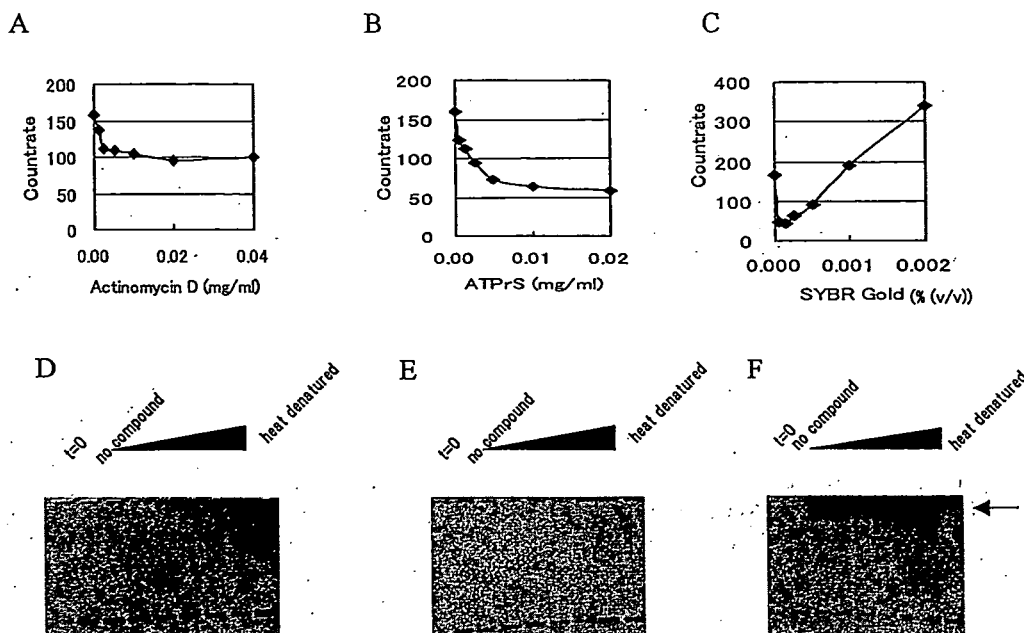 A
B
C
200
150
100
50
0
Countrate
0.00 0.02 0.04
Actinomycin D (mg/ml)
200
150
100
50
0
Countrate
0.00 0.01 0.02
ATPrS (mg/ml)
400
300
200
100
0
Countrate
0.000 0.001 0.002
SYBR Gold (% (v/v))
D
t=0
no compound
heat denatured
E
t=0
no compound
heat denatured
F
t=0
no compound
heat denatured